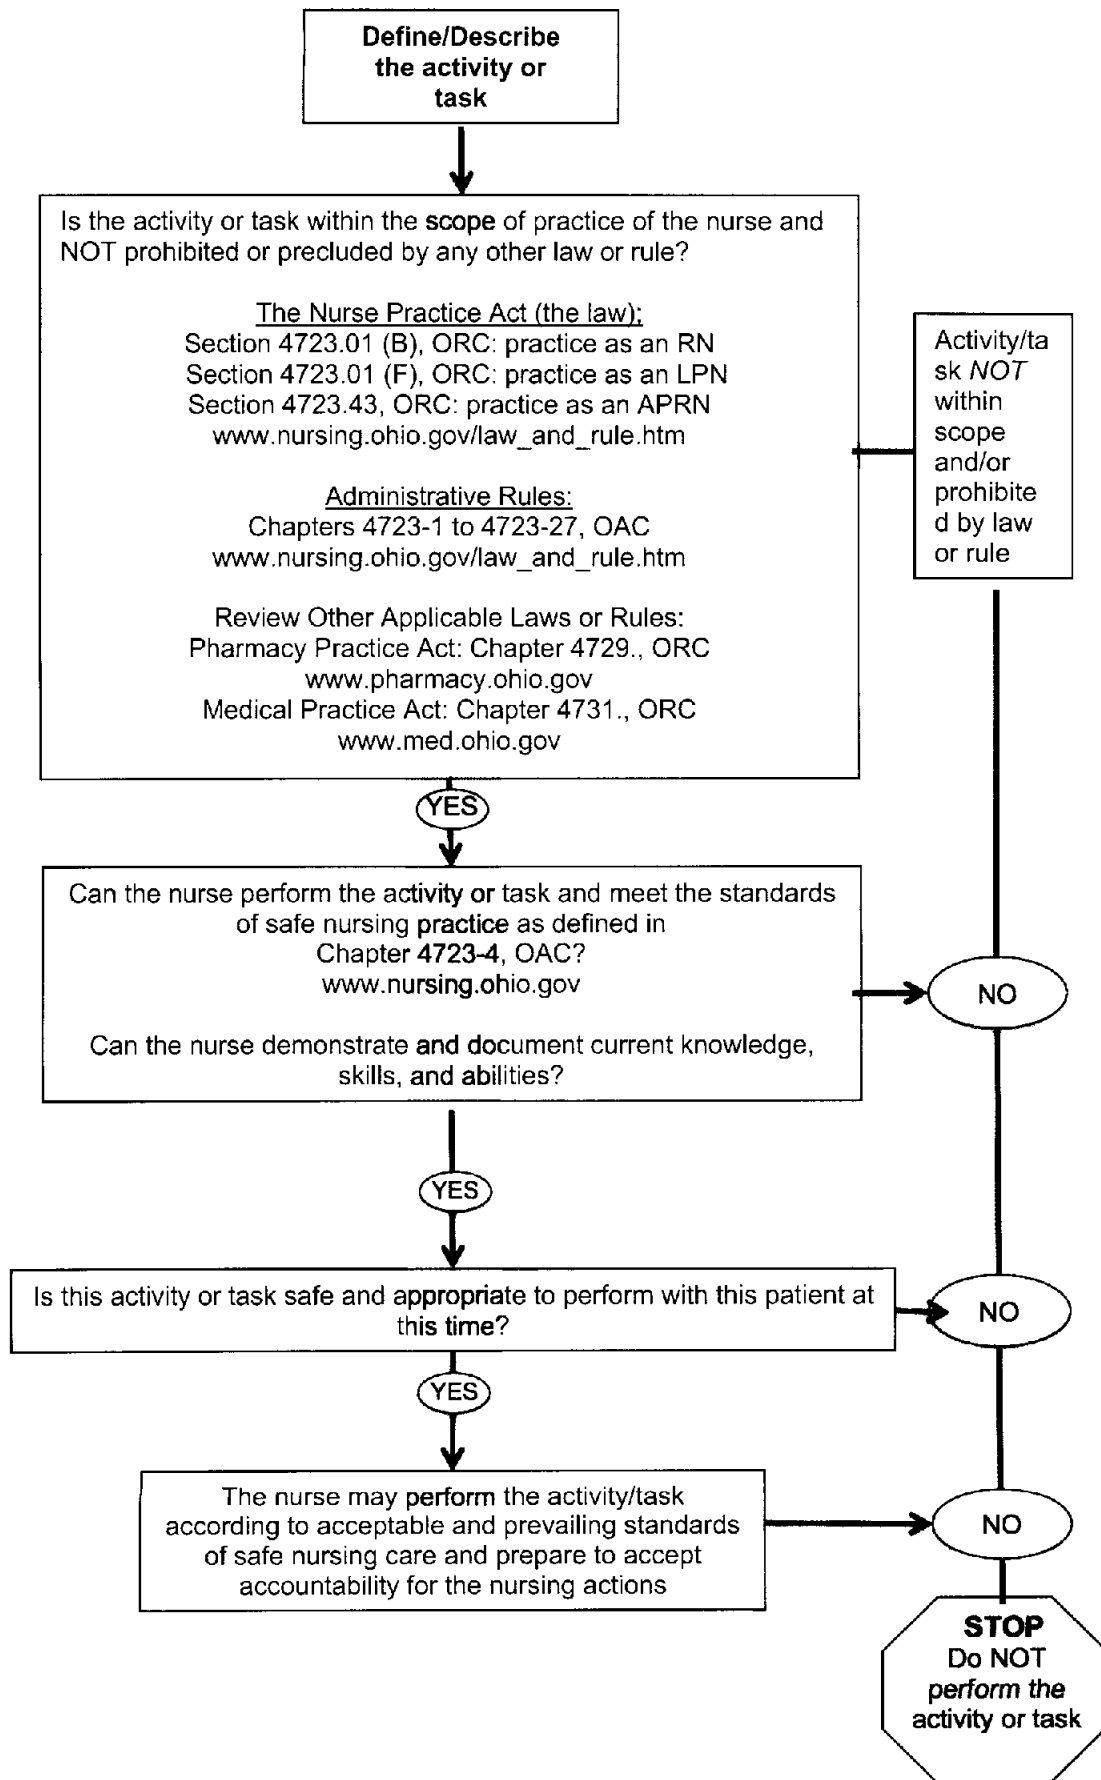 Define/Describe
the activity or
task
Is the activity or task within the scope of practice of the nurse and
NOT prohibited or precluded by any other law or rule?
The Nurse Practice Act (the law);
Section 4723.01 (B), ORC: practice as an RN
Section 4723.01 (F), ORC: practice as an LPN
Section 4723.43, ORC: practice as an APRN
www.nursing.ohio.gov/law_and_rule.htm
Administrative Rules:
Chapters 4723-1 to 4723-27, OAC
www.nursing.ohio.gov/law_and_rule.htm
Review Other Applicable Laws or Rules:
Pharmacy Practice Act: Chapter 4729., ORC
www.pharmacy.ohio.gov
Medical Practice Act: Chapter 4731., ORC
www.med.ohio.gov
Activity/ta
sk NOT
within
scope
and/or
prohibite
d by law
or rule
YES
Can the nurse perform the activity or task and meet the standards
of safe nursing practice as defined in
Chapter 4723-4, OAC?
www.nursing.ohio.gov
Can the nurse demonstrate and document current knowledge,
skills, and abilities?
NO
YES
Is this activity or task safe and appropriate to perform with this patient at
this time?
NO
YES
The nurse may perform the activity/task
according to acceptable and prevailing standards
of safe nursing care and prepare to accept
accountability for the nursing actions
NO
STOP
Do NOT
perform the
activity or task